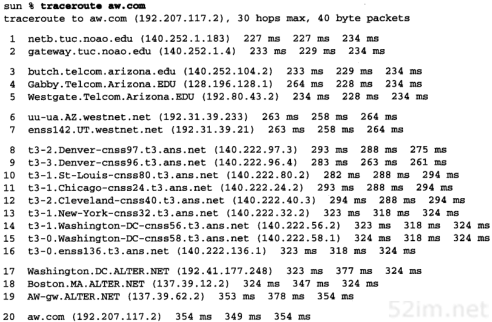 sun % traceroute aw.com
traceroute to aw.com (192.207.117.2), 30 hops max, 40 byte packets
1 netb.tuc.noao.edu (140.252.1.183) 227 ms 227 ms 234 ms
2 gateway.tuc.noao.edu (140.252.1.4) 233 ms 229 ms 234 ms
3 butch.telcom.arizona.edu (140.252.104.2) 233 ms 229 ms 234 ms
4 Gabby.Telcom.Arizona.EDU (128.196.128.1) 264 ms 228 ms 234 ms
5 Westgate.Telcom.Arizona.EDU (192.80.43.2) 234 ms 228 ms 234 ms
6 uu-ua.AZ.westnet.net (192.31.39.233) 263 ms 258 ms 264 ms
7 enss142.UT.westnet.net (192.31.39.21) 263 ms 258 ms 264 ms
8 t3-2.Denver-cnss97.t3.ans.net (140.222.97.3) 293 ms 288 ms 275 ms
9 t3-3.Denver-cnss96.t3.ans.net (140.222.96.4) 283 ms 263 ms 261 ms
10 t3-1.St-Louis-cnss80.t3.ans.net (140.222.80.2) 282 ms 288 ms 294 ms
11 t3-1.Chicago-cnss24.t3.ans.net (140.222.24.2) 293 ms 288 ms 294 ms
12 t3-2.Cleveland-cnss40.t3.ans.net (140.222.40.3) 294 ms 288 ms 294 ms
13 t3-1.New-York-cnss32.t3.ans.net (140.222.32.2) 323 ms 318 ms 324 ms
14 t3-1.Washington-DC-cnss56.t3.ans.net (140.222.56.2) 323 ms 318 ms 324 ms
15 t3-0.Washington-DC-cnss58.t3.ans.net (140.222.58.1) 324 ms 318 ms 324 ms
16 t3-0.enss136.t3.ans.net (140.222.136.1) 323 ms 318 ms 324 ms
17 Washington.DC.ALTER.NET (192.41.177.248) 323 ms 377 ms 324 ms
18 Boston.MA.ALTER.NET (137.39.12.2) 324 ms 347 ms 324 ms
19 AW-gw.ALTER.NET (137.39.62.2) 353 ms 378 ms 354 ms
20 aw.com (192.207.117.2) 354 ms 349 ms 354 ms
52im.net